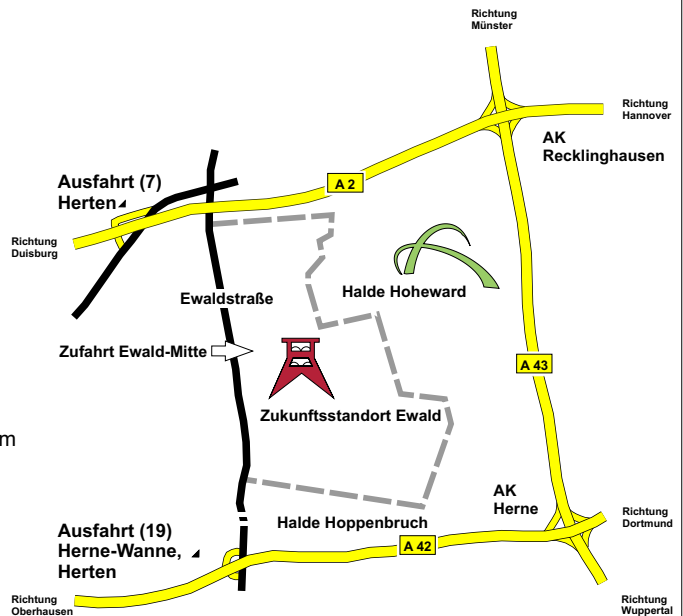 Richtung
Münster
Richtung
Hannover
AK
Recklinghausen
A 2
Ausfahrt (7)
Herten
Richtung
Duisburg
Ewaldstraße
Halde Hoheward
Zufahrt Ewald-Mitte
A 43
Zukunftsstandort Ewald
m
AK
Herne
Richtung
Dortmund
Halde Hoppenbruch
Ausfahrt (19)
Herne-Wanne,
Herten
A 42
Richtung
Oberhausen
Richtung
Wuppertal